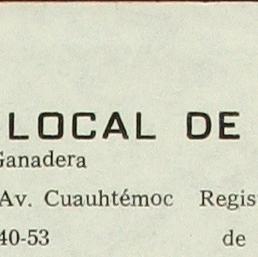 LOCAL DE
Ganadera
Av. Cuauhtémoc Regis
40-53 de